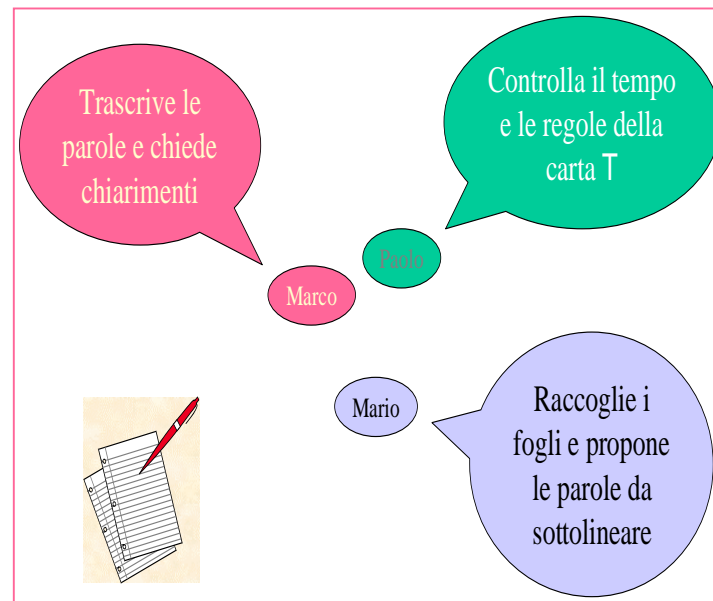 Trascrive le
parole e chiede
chiarimenti
Controlla il tempo
e le regole della
carta T
Paolo
Marco
Mario
Raccoglie i
fogli e propone
le parole da
sottolineare